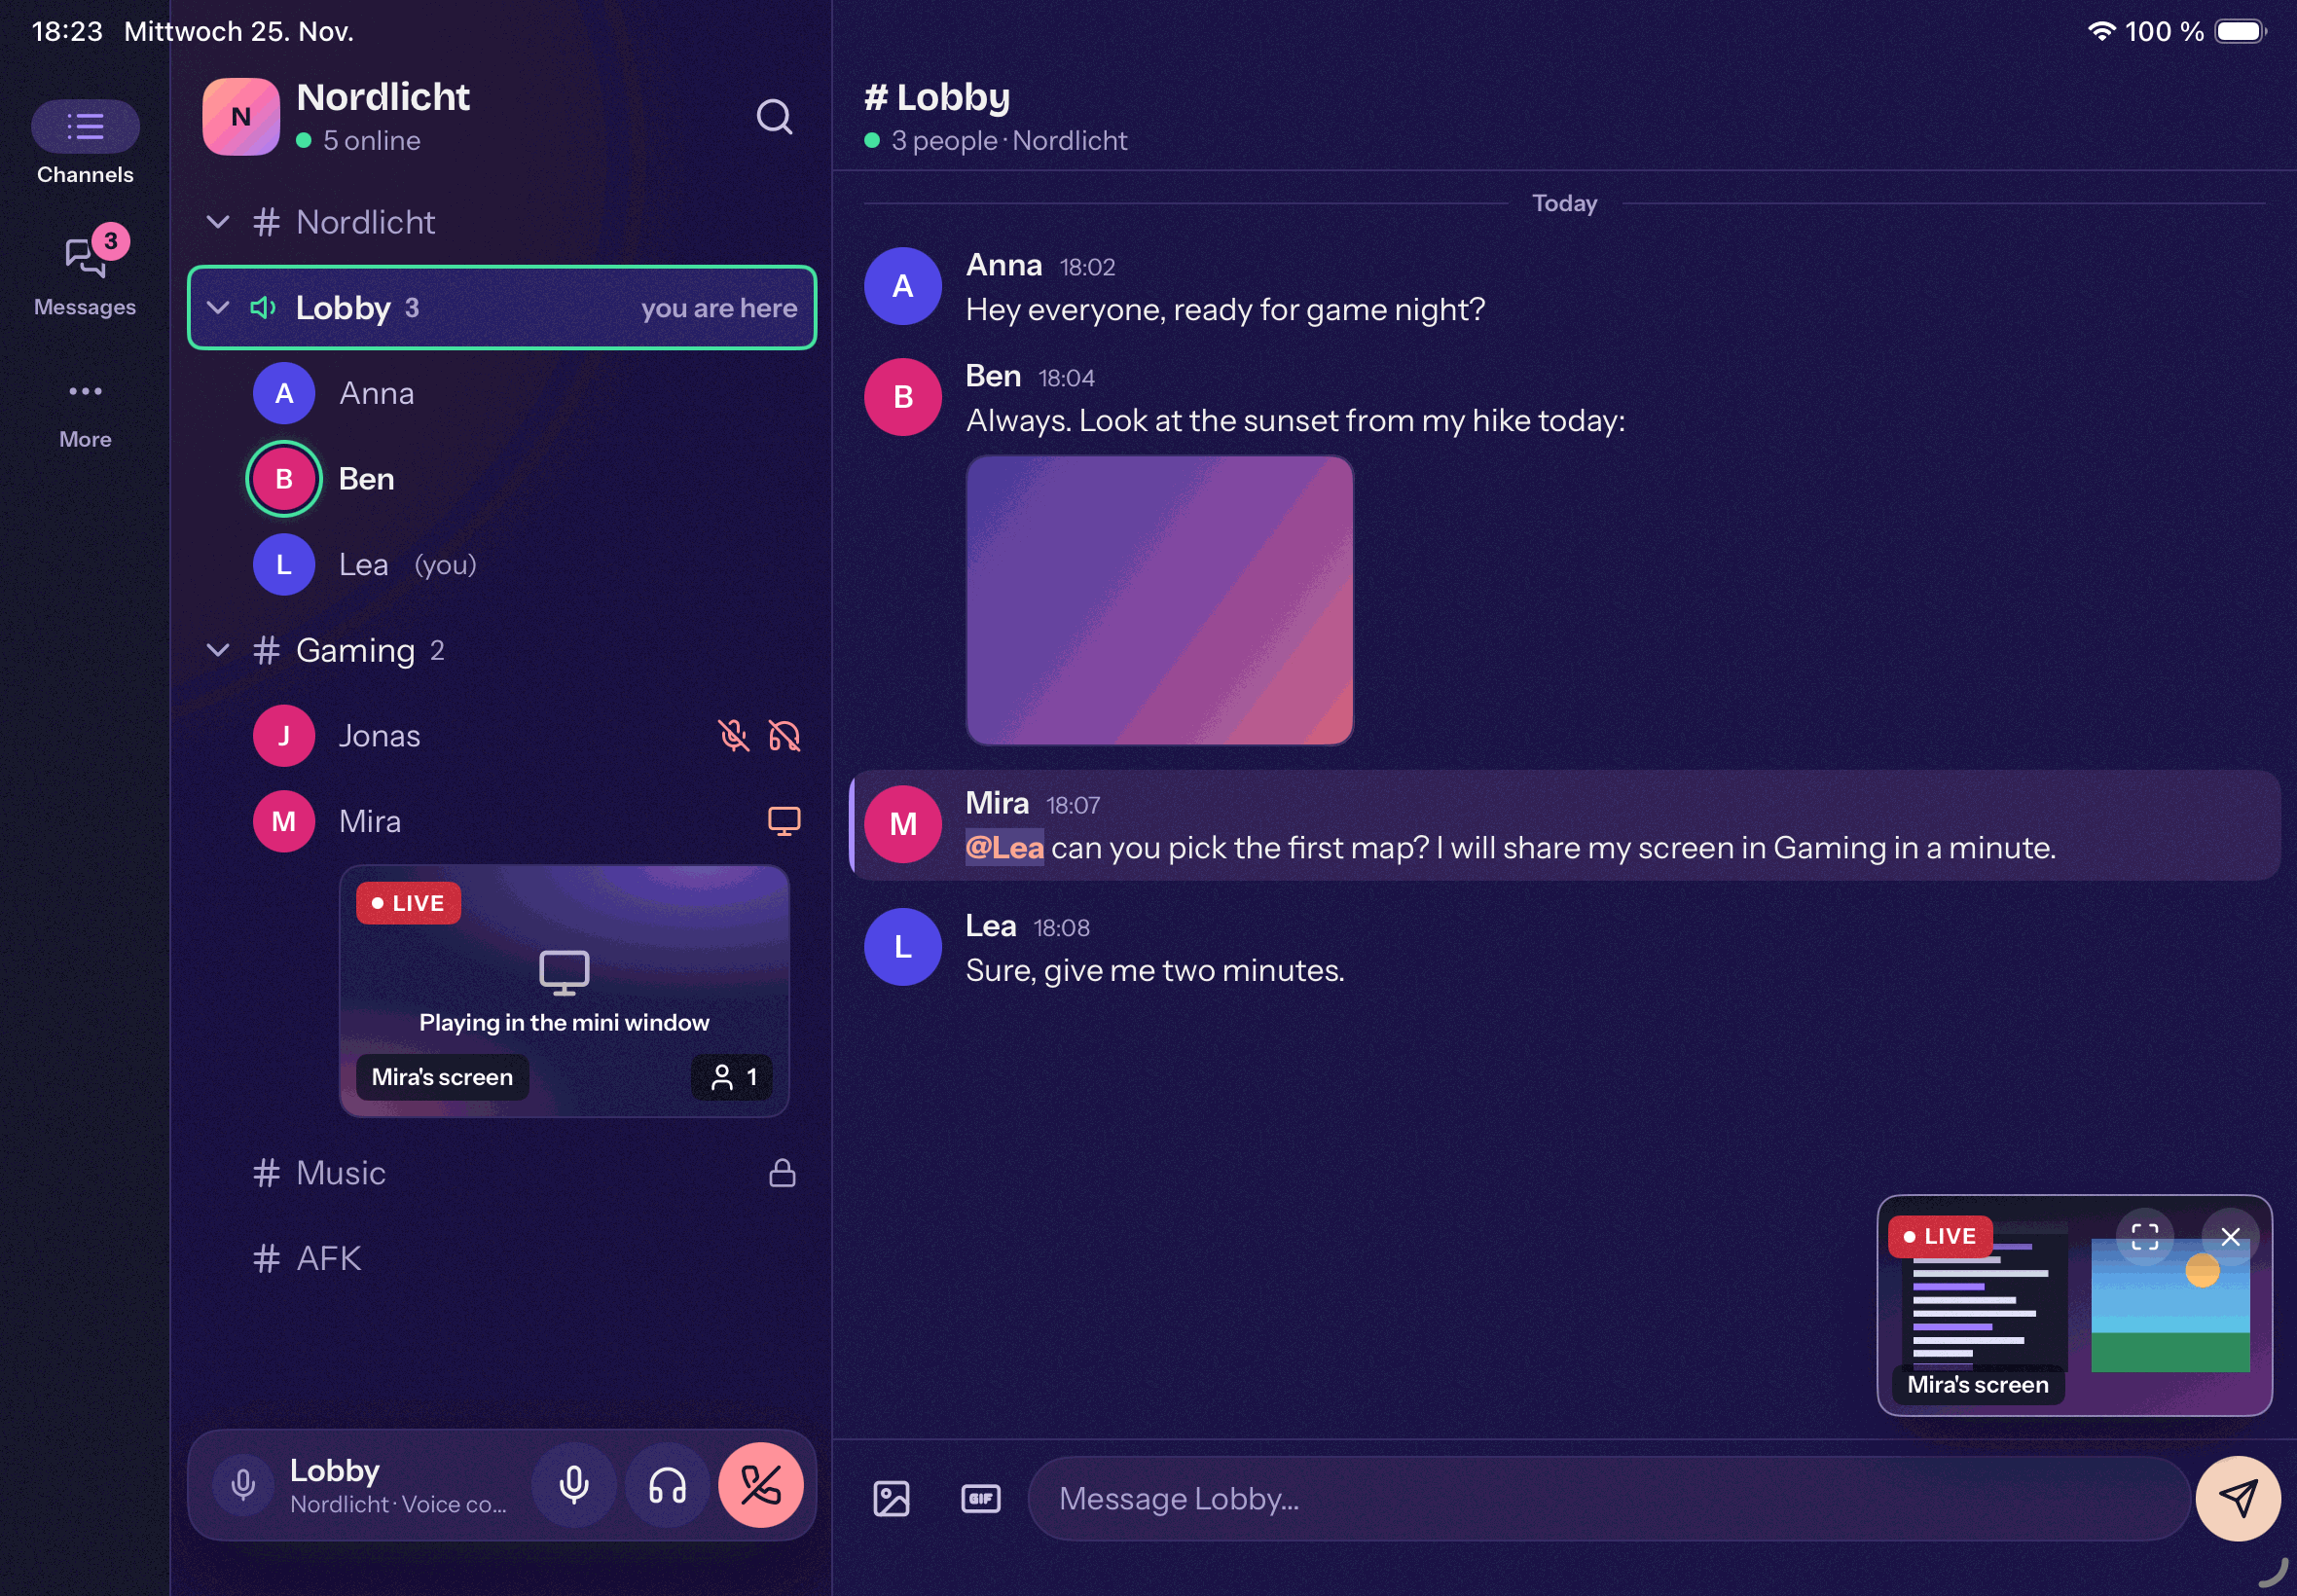 18:23 Mittwoch 25. Nov.
100 %
Channels
3
Messages
More
N
Nordlicht
5 online
# Nordlicht
Lobby 3 you are here
A Anna
B Ben
L Lea (you)
# Gaming 2
J Jonas
M Mira
LIVE
Playing in the mini window
Mira's screen 1
# Music
# AFK
Lobby
Nordlicht · Voice co...
# Lobby
3 people · Nordlicht
Today
A
Anna 18:02
Hey everyone, ready for game night?
B
Ben 18:04
Always. Look at the sunset from my hike today:
M
Mira 18:07
@Lea can you pick the first map? I will share my screen in Gaming in a minute.
L
Lea 18:08
Sure, give me two minutes.
LIVE
Mira's screen
GIF
Message Lobby...